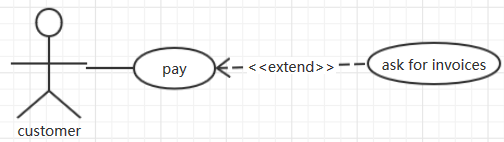 pay
<<extend>>
ask for invoices
customer